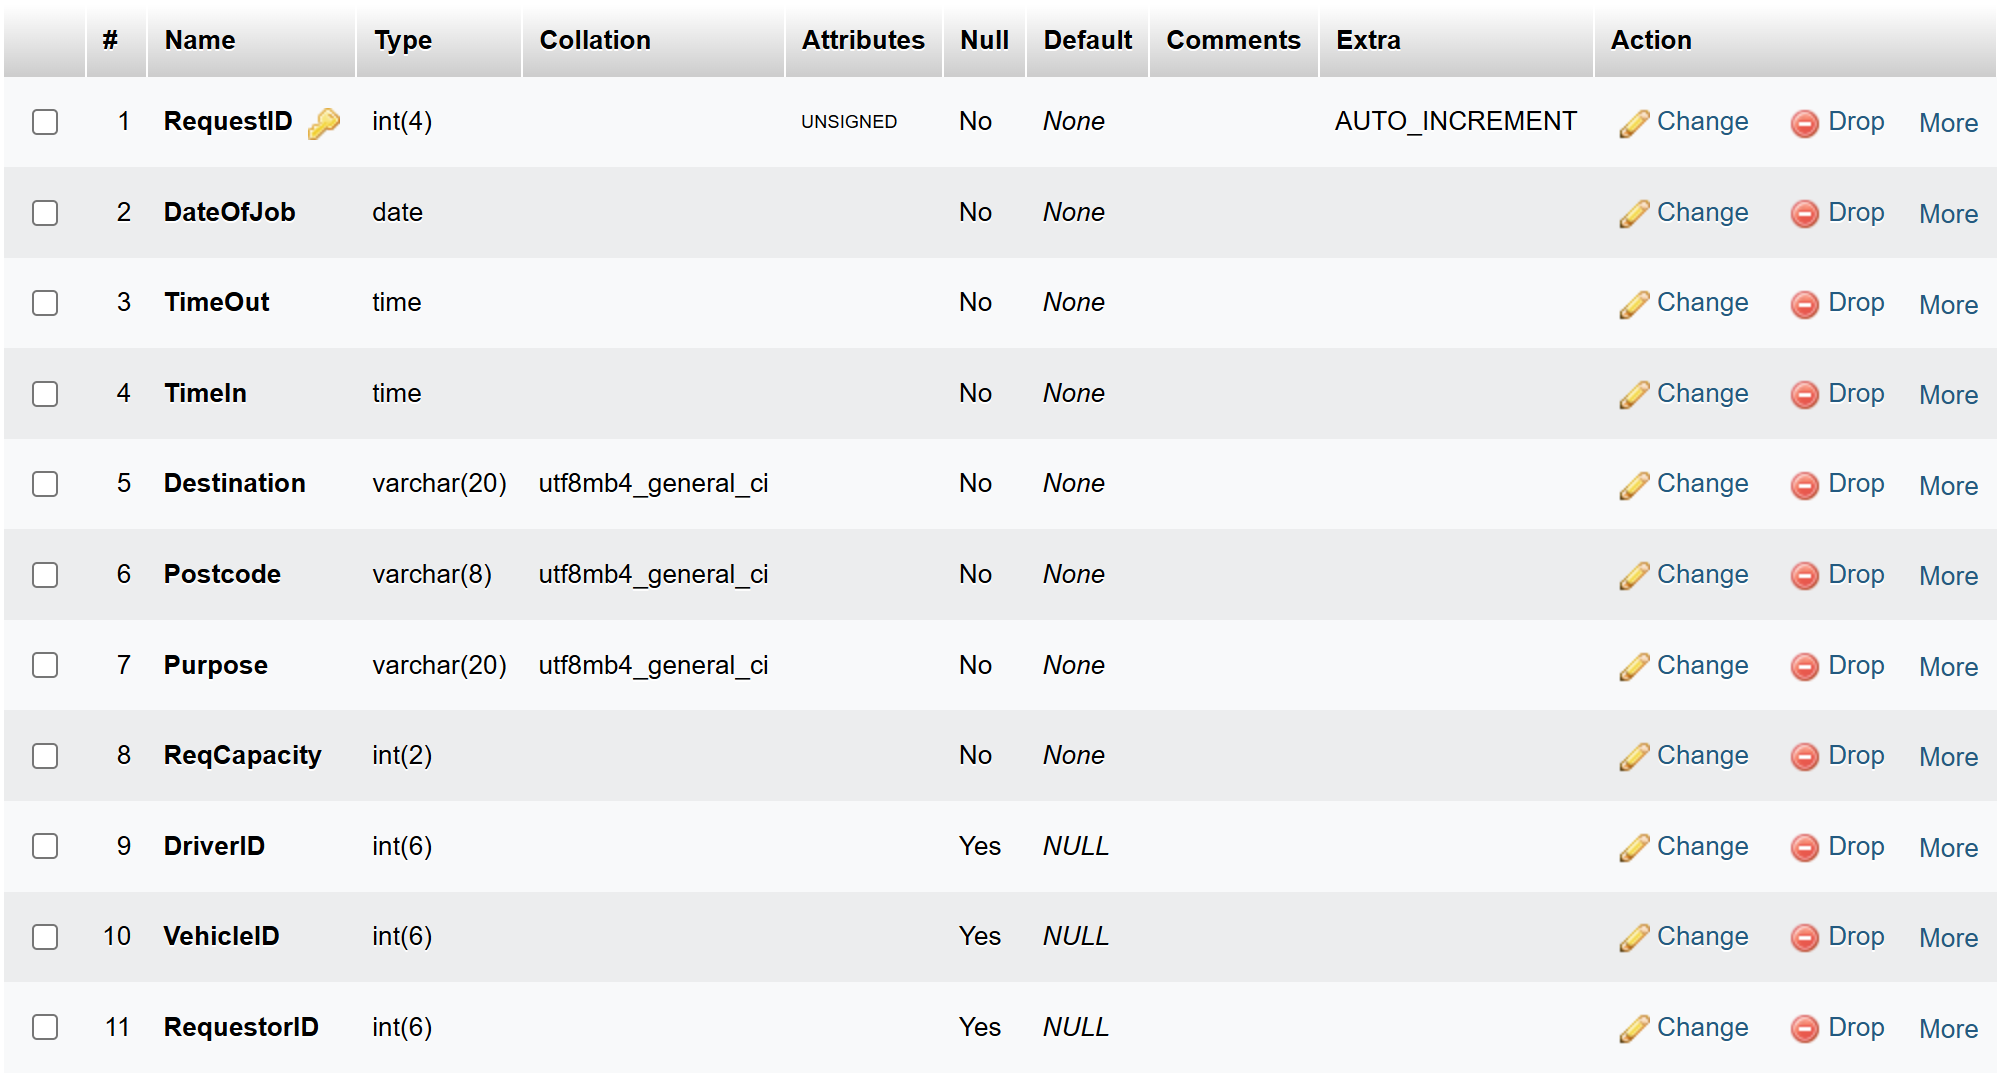 # Name Type Collation Attributes Null Default Comments Extra Action
1 RequestID int(4) UNSIGNED No None AUTO_INCREMENT Change Drop More
2 DateOfJob date No None Change Drop More
3 TimeOut time No None Change Drop More
4 TimeIn time No None Change Drop More
5 Destination varchar(20) utf8mb4_general_ci No None Change Drop More
6 Postcode varchar(8) utf8mb4_general_ci No None Change Drop More
7 Purpose varchar(20) utf8mb4_general_ci No None Change Drop More
8 ReqCapacity int(2) No None Change Drop More
9 DriverID int(6) Yes NULL Change Drop More
10 VehicleID int(6) Yes NULL Change Drop More
11 RequestorID int(6) Yes NULL Change Drop More